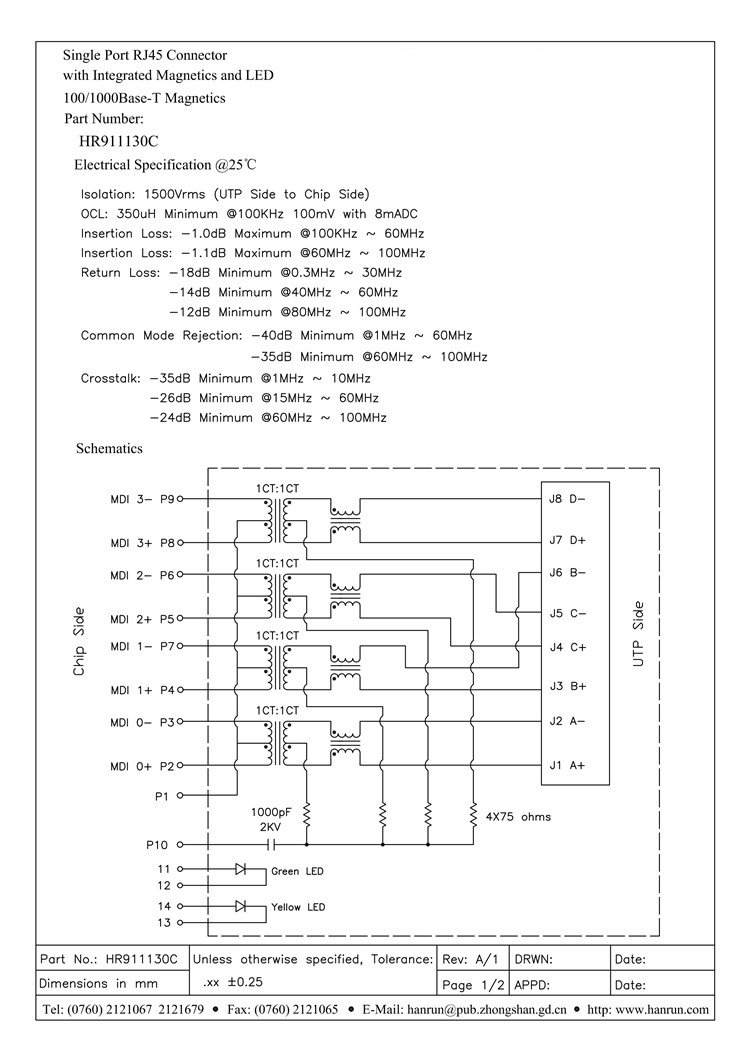 Single Port RJ45 Connector
with Integrated Magnetics and LED
100/1000Base-T Magnetics
Part Number:
HR911130C
Electrical Specification @25℃
Isolation: 1500Vrms (UTP Side to Chip Side)
OCL: 350uH Minimum @100KHz 100mV with 8mADC
Insertion Loss: -1.0dB Maximum @100KHz ~ 60MHz
Insertion Loss: -1.1dB Maximum @60MHz ~ 100MHz
Return Loss: -18dB Minimum @0.3MHz ~ 30MHz
-14dB Minimum @40MHz ~ 60MHz
-12dB Minimum @80MHz ~ 100MHz
Common Mode Rejection: -40dB Minimum @1MHz ~ 60MHz
-35dB Minimum @60MHz ~ 100MHz
Crosstalk: -35dB Minimum @1MHz ~ 10MHz
-26dB Minimum @15MHz ~ 60MHz
-24dB Minimum @60MHz ~ 100MHz
Schematics
1CT:1CT
MDI 3- P9
J8 D-
MDI 3+ P8
J7 D+
1CT:1CT
MDI 2- P6
J6 B-
MDI 2+ P5
J5 C-
Chip Side
UTP Side
1CT:1CT
MDI 1- P7
J4 C+
MDI 1+ P4
J3 B+
1CT:1CT
MDI 0- P3
J2 A-
MDI 0+ P2
J1 A+
P1
1000pF
2KV
4X75 ohms
P10
11
Green LED
12
14
Yellow LED
13
Part No.: HR911130C
Unless otherwise specified, Tolerance:
Rev: A/1
DRWN:
Date:
Dimensions in mm
.xx ±0.25
Page 1/2
APPD:
Date:
Tel: (0760) 2121067 2121679 • Fax: (0760) 2121065 • E-Mail: hanrun@pub.zhongshan.gd.cn • http: www.hanrun.com